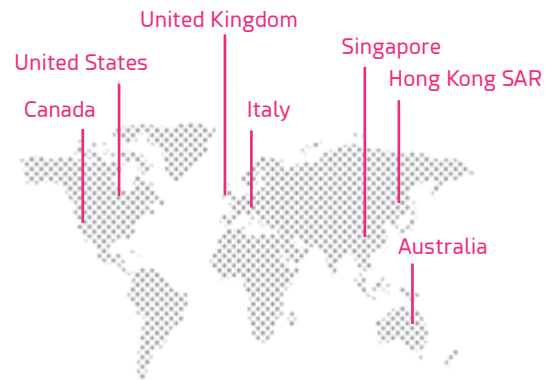 United Kingdom
Singapore
United States
Hong Kong SAR
Canada
Italy
Australia